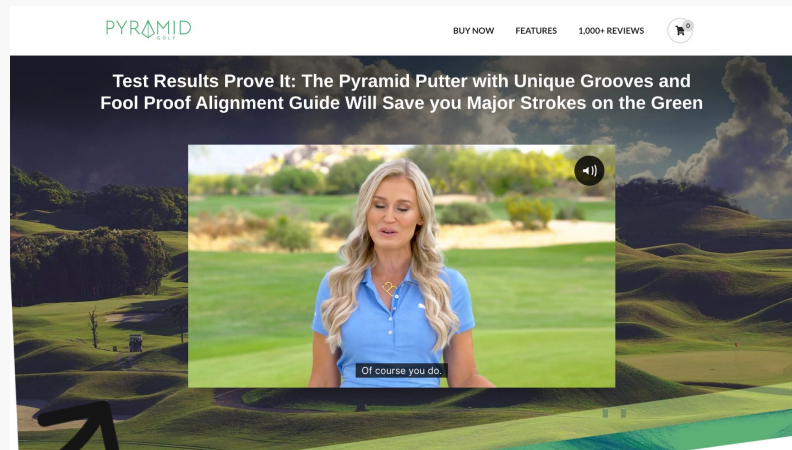 PYRAMID
GOLF
BUY NOW
FEATURES
1,000+ REVIEWS
0
Test Results Prove It: The Pyramid Putter with Unique Grooves and
Fool Proof Alignment Guide Will Save you Major Strokes on the Green
Of course you do.